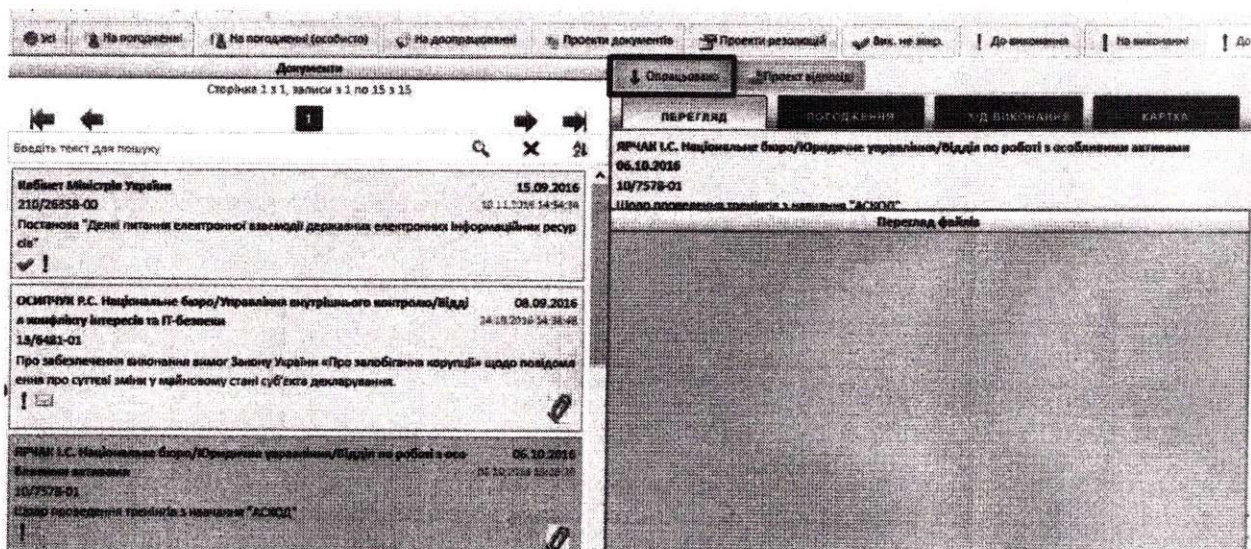 Усі На погодженні На погодженні (особисто) На доопрацюванні Проекти документів Проекти резолюцій Вик. не завр. До виконання На виконанні До
Документи
Сторінка 1 з 1, записи з 1 по 15 з 15
1
Введіть текст для пошуку
Кабінет Міністрів України 15.09.2016
210/26858-00
Постанова "Деякі питання електронної взаємодії державних електронних інформаційних ресур
сів"
ОСИПЧУК Р.С. Національне бюро/Управління внутрішнього контролю/Відді 08.09.2016
л конфлікту інтересів та ІТ-безпеки
13/6481-01
Про забезпечення виконання вимог Закону України «Про запобігання корупції» щодо повідомл
ення про суттєві зміни у майновому стані суб'єкта декларування.
ЯРЧАК І.С. Національне бюро/Юридичне управління/Відділ по роботі з осо 06.10.2016
бливими активами
10/7578-01
Щодо проведення тренінгів з навчання "АСКОД"
Опрацьовано Проект відповіді
ПЕРЕГЛЯД ПОГОДЖЕННЯ ХІД ВИКОНАННЯ КАРТКА
ЯРЧАК І.С. Національне бюро/Юридичне управління/Відділ по роботі з особливими активами
06.10.2016
10/7578-01
Щодо проведення тренінгів з навчання "АСКОД"
Перегляд файлів